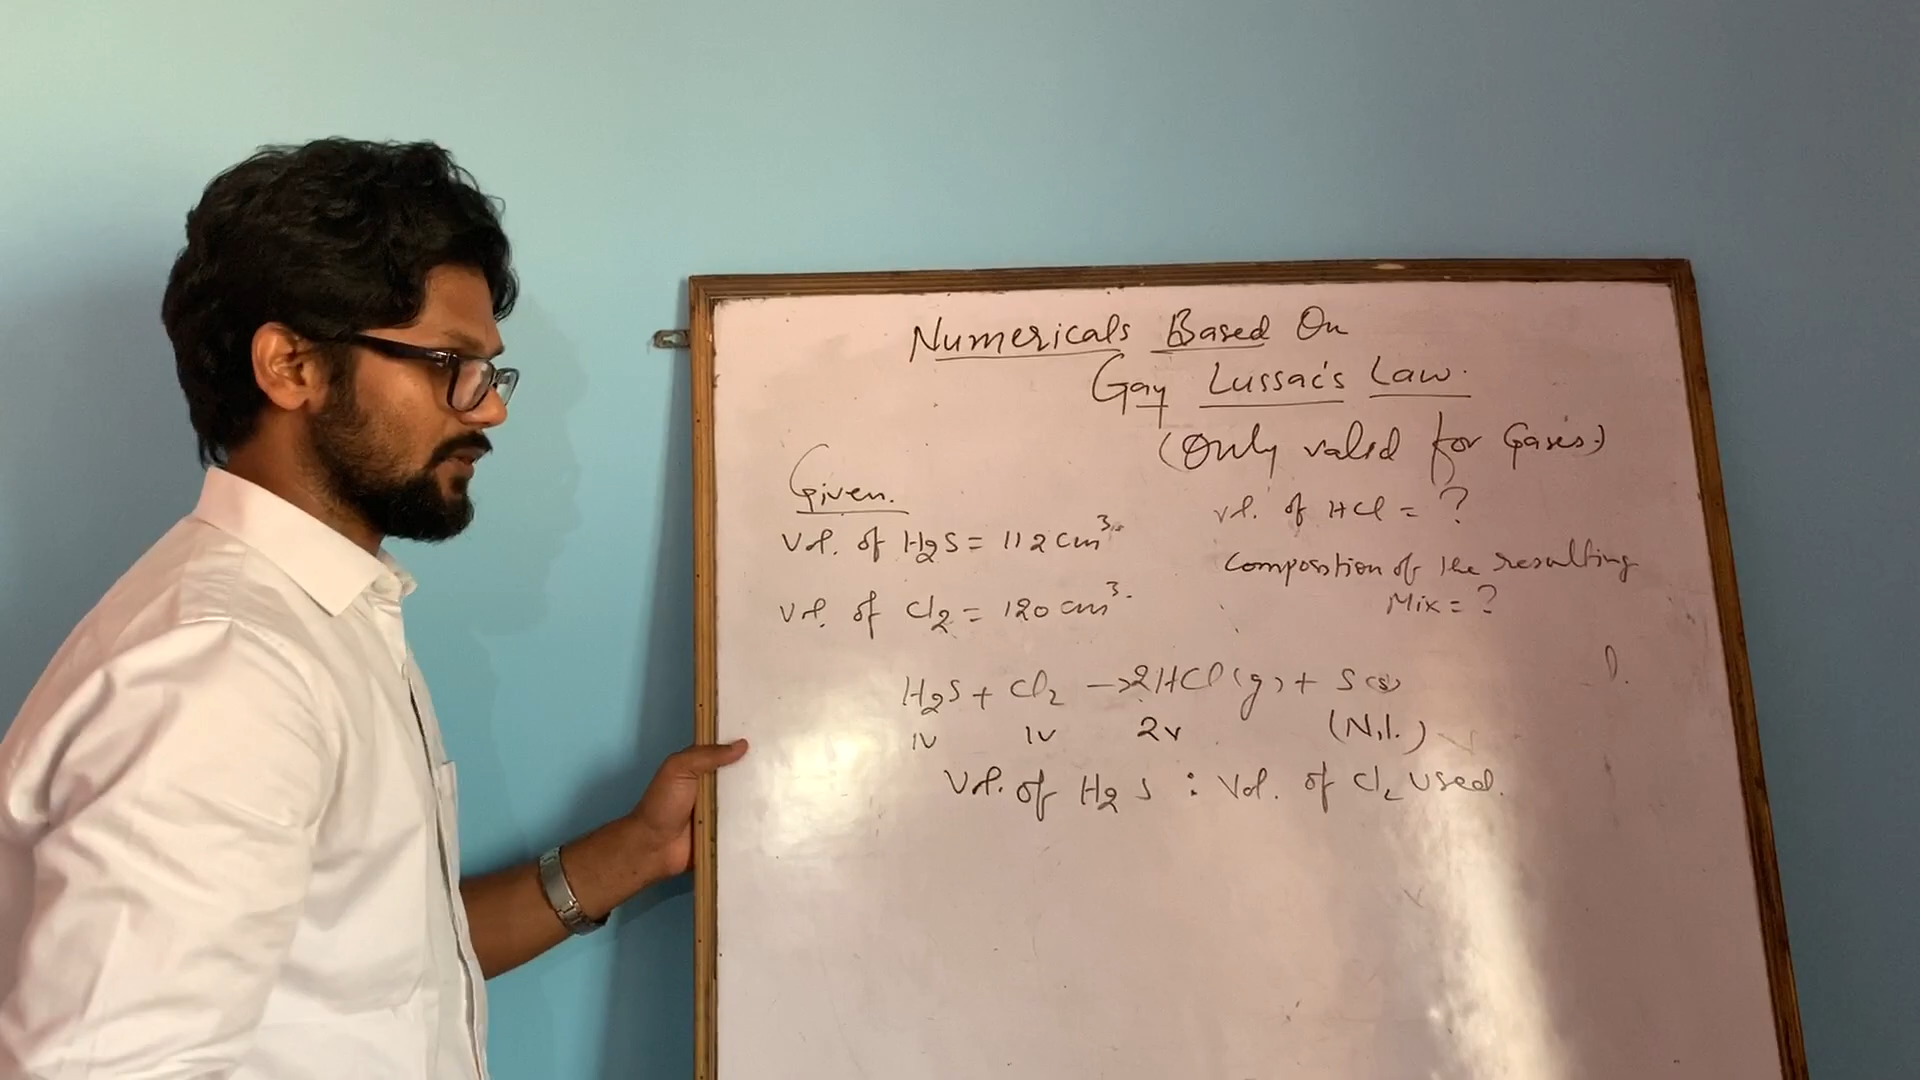 Numericals Based On
Gay Lussac's Law.
(Only valid for Gases)
Given.
Vol. of H2S = 112 cm³.
vol. of HCl = ?
Composition of the resulting
Mix = ?
Vol. of Cl2 = 120 cm³.
H2S + Cl2 → 2HCl (g) + S (s)
1V 1V 2V (Nil.)
Vol. of H2S : Vol. of Cl2 used.